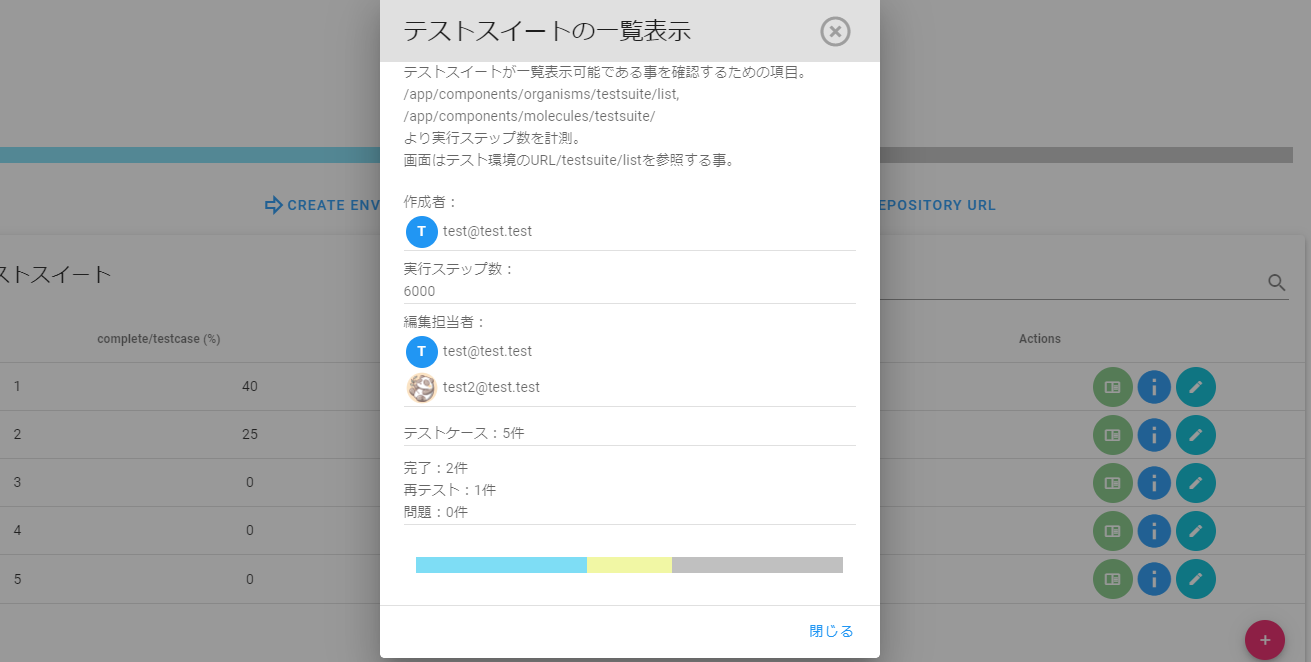 テストスイートの一覧表示
テストスイートが一覧表示可能である事を確認するための項目。
/app/components/organisms/testsuite/list,
/app/components/molecules/testsuite/
より実行ステップ数を計測。
画面はテスト環境のURL/testsuite/listを参照する事。
作成者：
T test@test.test
実行ステップ数：
6000
編集担当者：
T test@test.test
test2@test.test
テストケース：5件
完了：2件
再テスト：1件
問題：0件
閉じる
CREATE ENV
EPOSITORY URL
ストスイート
complete/testcase (%)
Actions
1 40
2 25
3 0
4 0
5 0